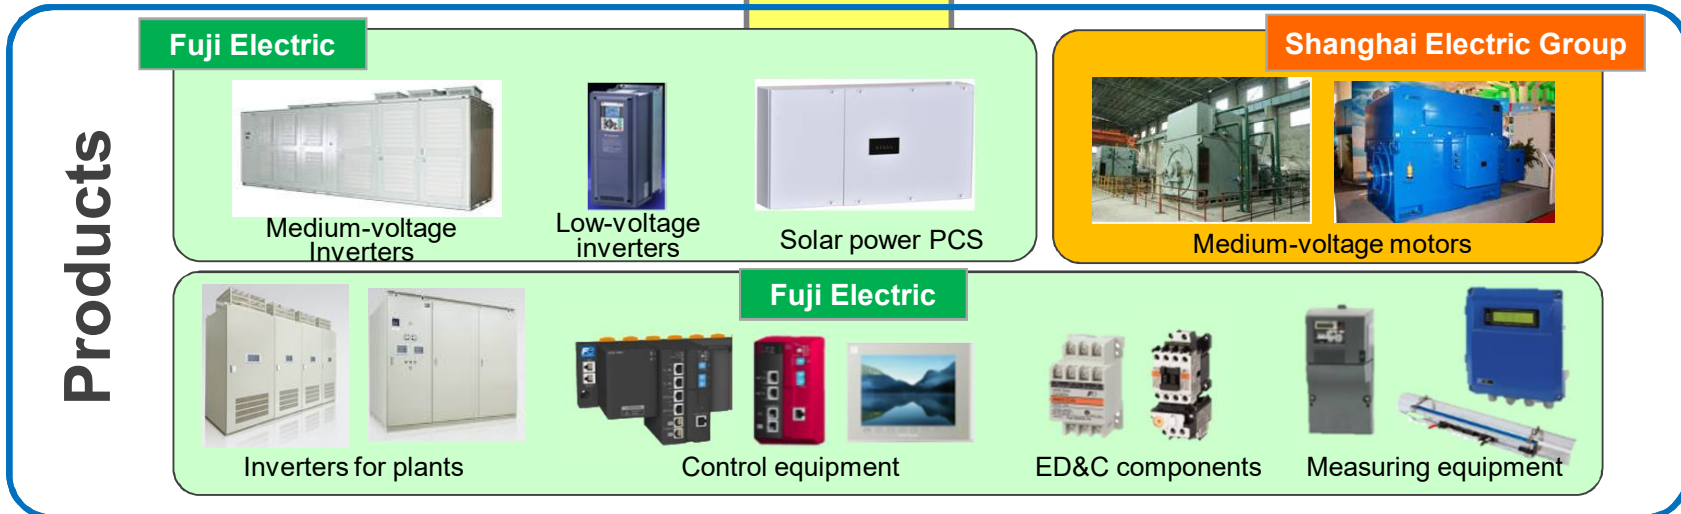 Products
Fuji Electric
Medium-voltage
Inverters
Low-voltage
inverters
Solar power PCS
Shanghai Electric Group
Medium-voltage motors
Fuji Electric
Inverters for plants
Control equipment
ED&C components
Measuring equipment